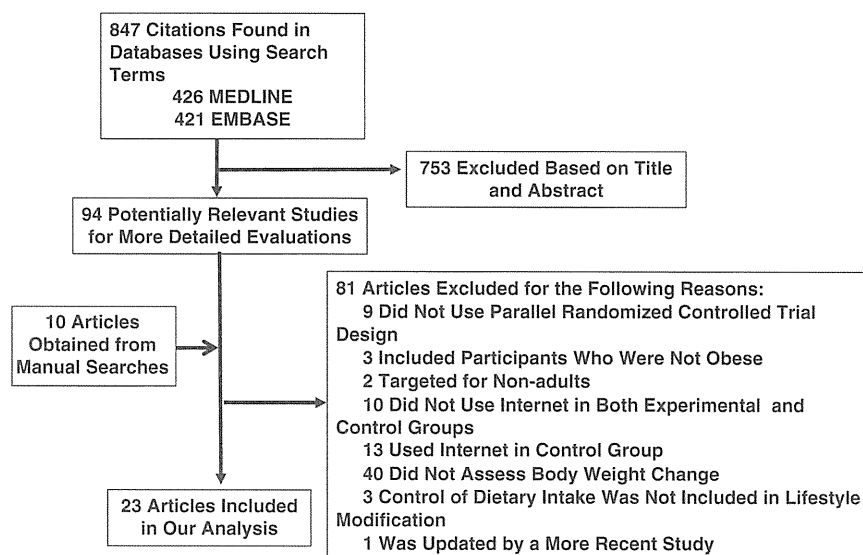 847 Citations Found in
Databases Using Search
Terms
426 MEDLINE
421 EMBASE
753 Excluded Based on Title
and Abstract
94 Potentially Relevant Studies
for More Detailed Evaluations
10 Articles
Obtained from
Manual Searches
81 Articles Excluded for the Following Reasons:
9 Did Not Use Parallel Randomized Controlled Trial
Design
3 Included Participants Who Were Not Obese
2 Targeted for Non-adults
10 Did Not Use Internet in Both Experimental and
Control Groups
13 Used Internet in Control Group
40 Did Not Assess Body Weight Change
3 Control of Dietary Intake Was Not Included in Lifestyle
Modification
1 Was Updated by a More Recent Study
23 Articles Included
in Our Analysis